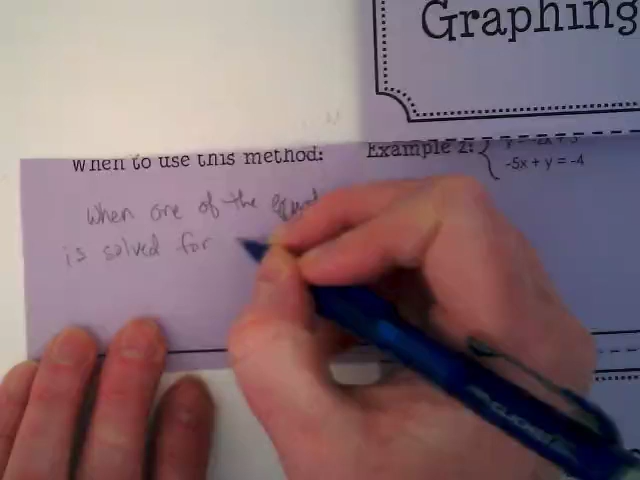 Graphing
When to use this method:
Example 2:
-5x + y = -4
When one of the
is solved for